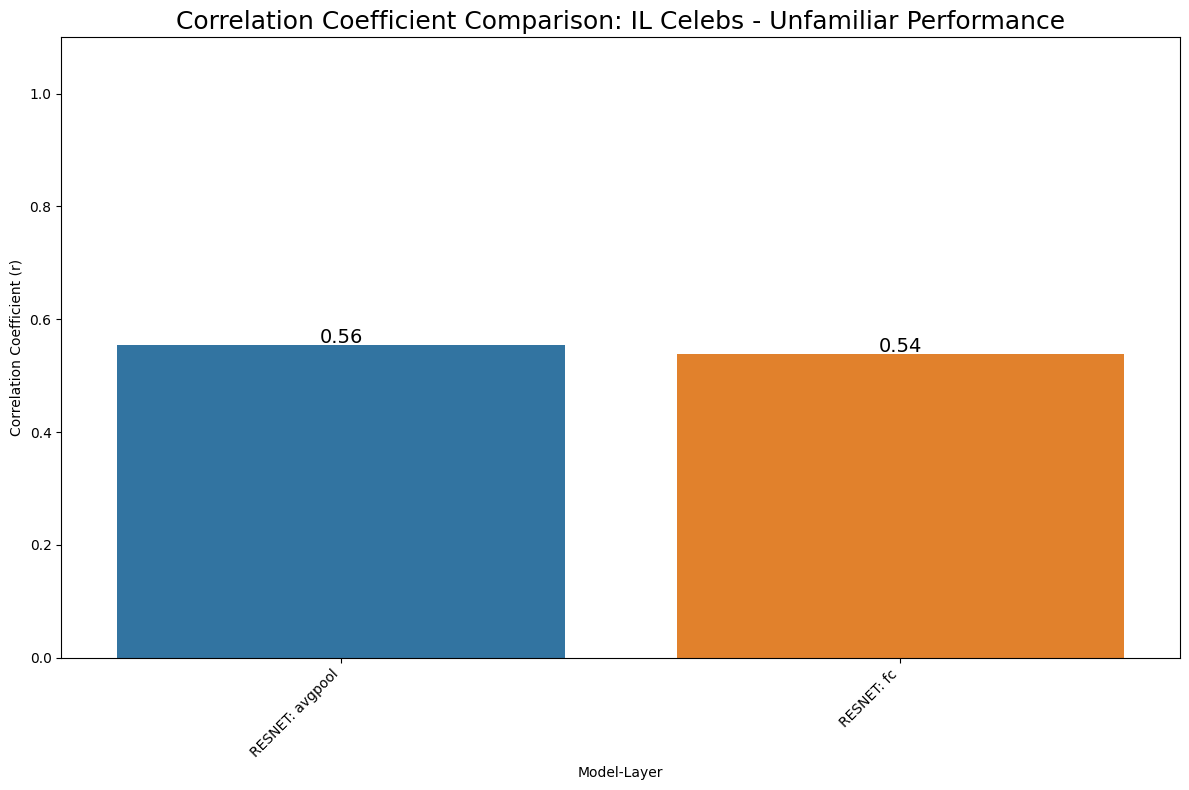 Correlation Coefficient Comparison: IL Celebs - Unfamiliar Performance
Correlation Coefficient (r)
1.0
0.8
0.6
0.4
0.2
0.0
0.56
0.54
RESNET: avgpool
RESNET: fc
Model-Layer